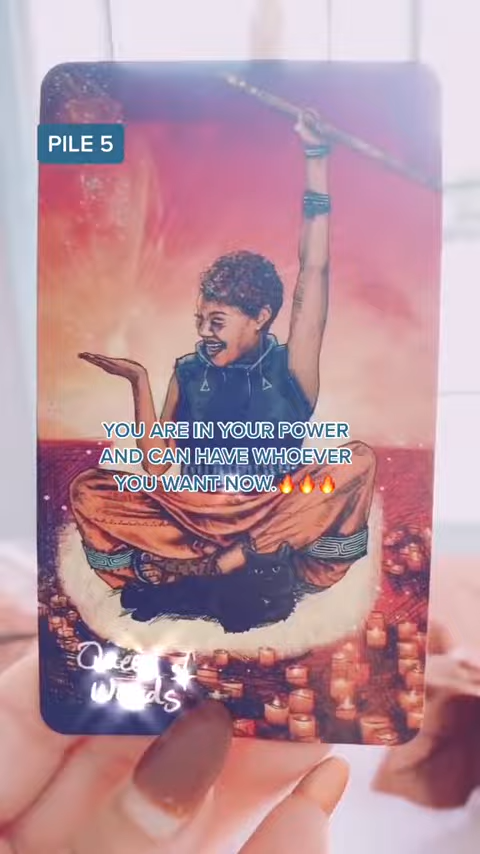 PILE 5
YOU ARE IN YOUR POWER
AND CAN HAVE WHOEVER
YOU WANT NOW.🔥🔥🔥
Queen of
Wands